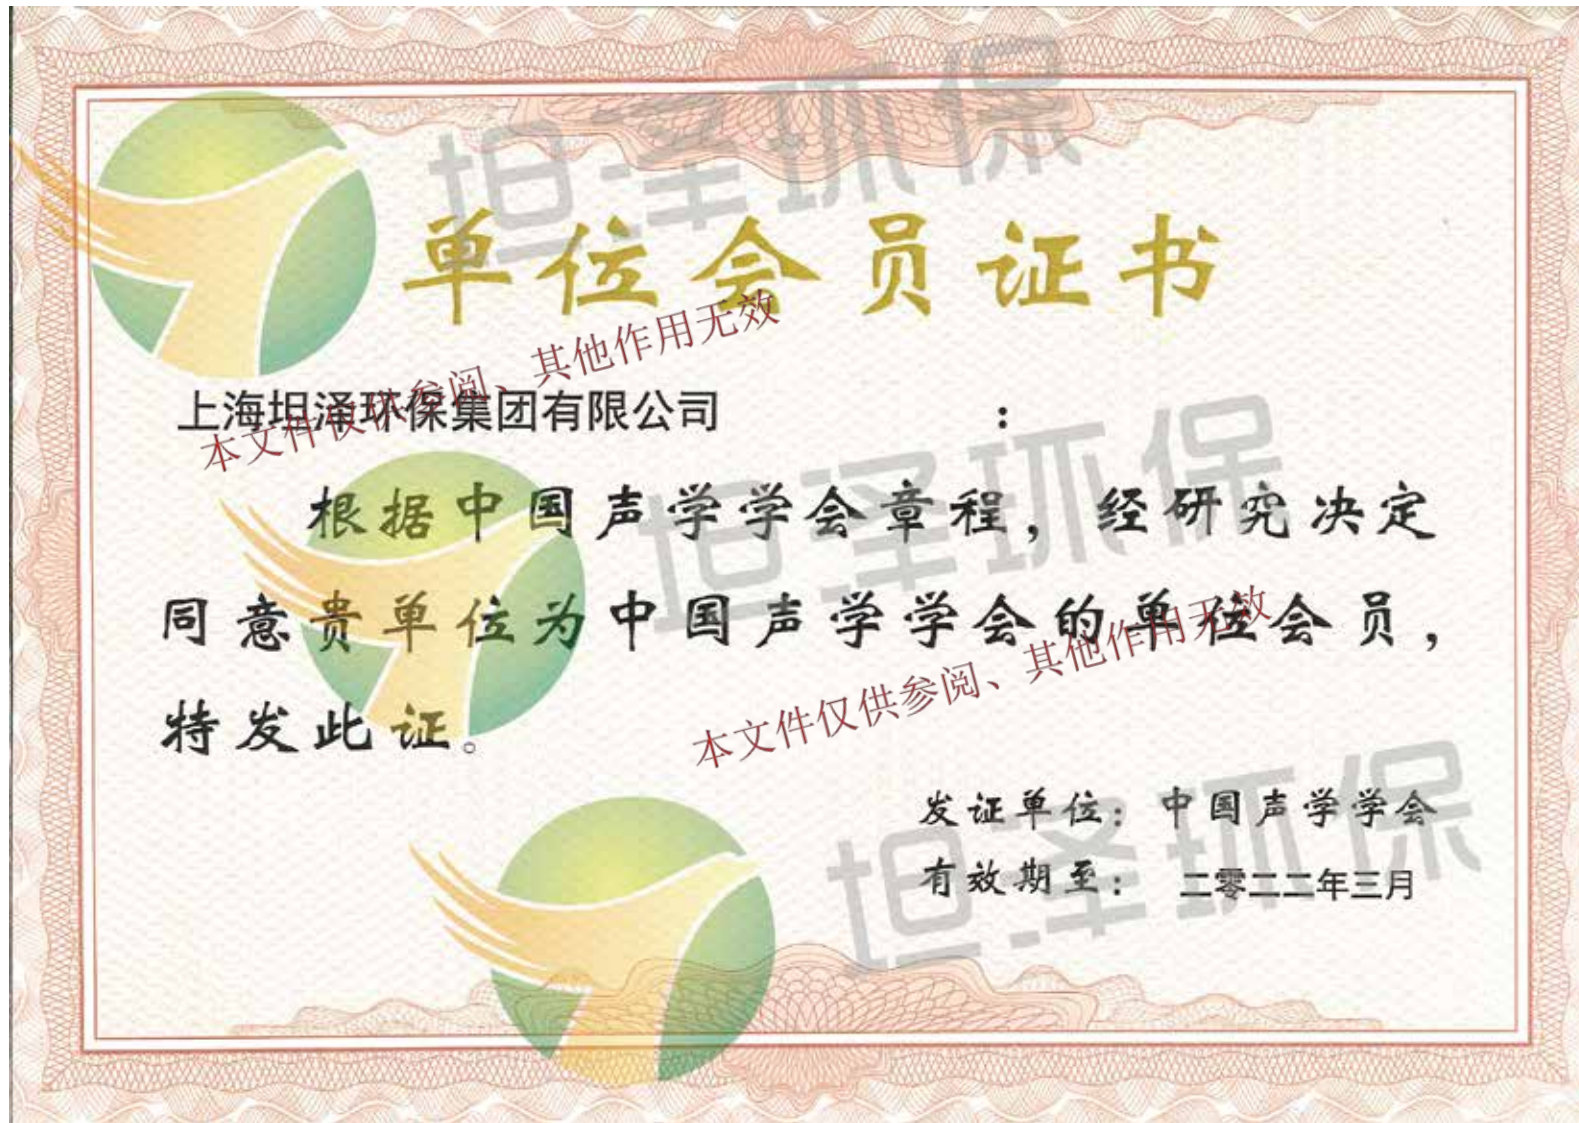 坦泽环保
单位会员证书
本文件仅供参阅、其他作用无效
上海坦泽环保集团有限公司：
坦泽环保
根据中国声学学会章程，经研究决定
同意贵单位为中国声学学会的单位会员，
本文件仅供参阅、其他作用无效
特发此证。
坦泽环保
发证单位：中国声学学会
有效期至：二零二二年三月